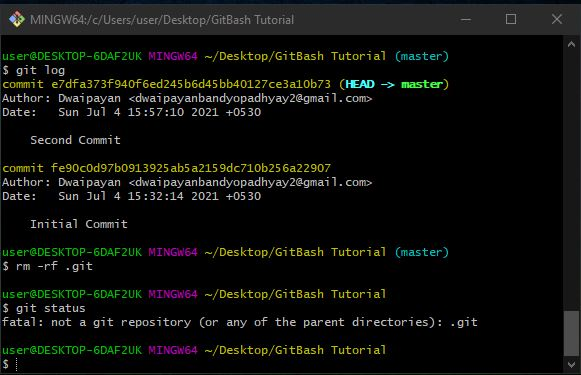 MINGW64:/c/Users/user/Desktop/GitBash Tutorial
user@DESKTOP-6DAF2UK MINGW64 ~/Desktop/GitBash Tutorial (master)
$ git log
commit e7dfa373f940f6ed245b6d45bb40127ce3a10b73 (HEAD -> master)
Author: Dwaipayan <dwaipayanbandyopadhyay2@gmail.com>
Date:   Sun Jul 4 15:57:10 2021 +0530
Second Commit
commit fe90c0d97b0913925ab5a2159dc710b256a22907
Author: Dwaipayan <dwaipayanbandyopadhyay2@gmail.com>
Date:   Sun Jul 4 15:32:14 2021 +0530
Initial Commit
user@DESKTOP-6DAF2UK MINGW64 ~/Desktop/GitBash Tutorial (master)
$ rm -rf .git
user@DESKTOP-6DAF2UK MINGW64 ~/Desktop/GitBash Tutorial
$ git status
fatal: not a git repository (or any of the parent directories): .git
user@DESKTOP-6DAF2UK MINGW64 ~/Desktop/GitBash Tutorial
$